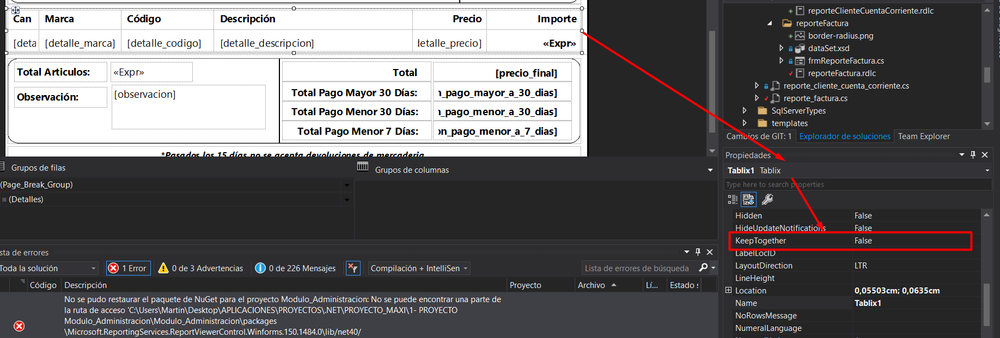 Can Marca Código Descripción Precio Importe
[deta [detalle_marca] [detalle_codigo] [detalle_descripcion] letalle_precio] «Expr»
Total Articulos: «Expr»
Observación: [observacion]
Total [precio_final]
Total Pago Mayor 30 Días: n_pago_mayor_a_30_dias]
Total Pago Menor 30 Días: n_pago_menor_a_30_dias]
Total Pago Menor 7 Días: on_pago_menor_a_7_dias]
*Pasados los 15 días no se acepta devoluciones de mercaderia
Grupos de filas
(Page_Break_Group)
(Detalles)
Grupos de columnas
sta de errores
Toda la solución
1 Error
0 de 3 Advertencias
0 de 226 Mensajes
Compilación + IntelliSen
Lista de errores de búsqueda
Código Descripción Proyecto Archivo Lí... Estado s
No se pudo restaurar el paquete de NuGet para el proyecto Modulo_Administracion: No se puede encontrar una parte de
la ruta de acceso 'C:\Users\Martin\Desktop\APLICACIONES\PROYECTOS\.NET\PROYECTO_MAXI\1- PROYECTO
Modulo_Administracion\Modulo_Administracion\packages
\Microsoft.ReportingServices.ReportViewerControl.Winforms.150.1484.0\lib/net40/
reporteClienteCuentaCorriente.rdlc
reporteFactura
border-radius.png
dataSet.xsd
frmReporteFactura.cs
reporteFactura.rdlc
reporte_cliente_cuenta_corriente.cs
reporte_factura.cs
SqlServerTypes
templates
Cambios de GIT: 1 Explorador de soluciones Team Explorer
Propiedades
Tablix1 Tablix
Type here to search properties
Hidden False
HideUpdateNotifications False
KeepTogether False
LabelLocID
LayoutDirection LTR
LineHeight
Location 0,05503cm; 0,0635cm
Name Tablix1
NoRowsMessage
NumeralLanguage